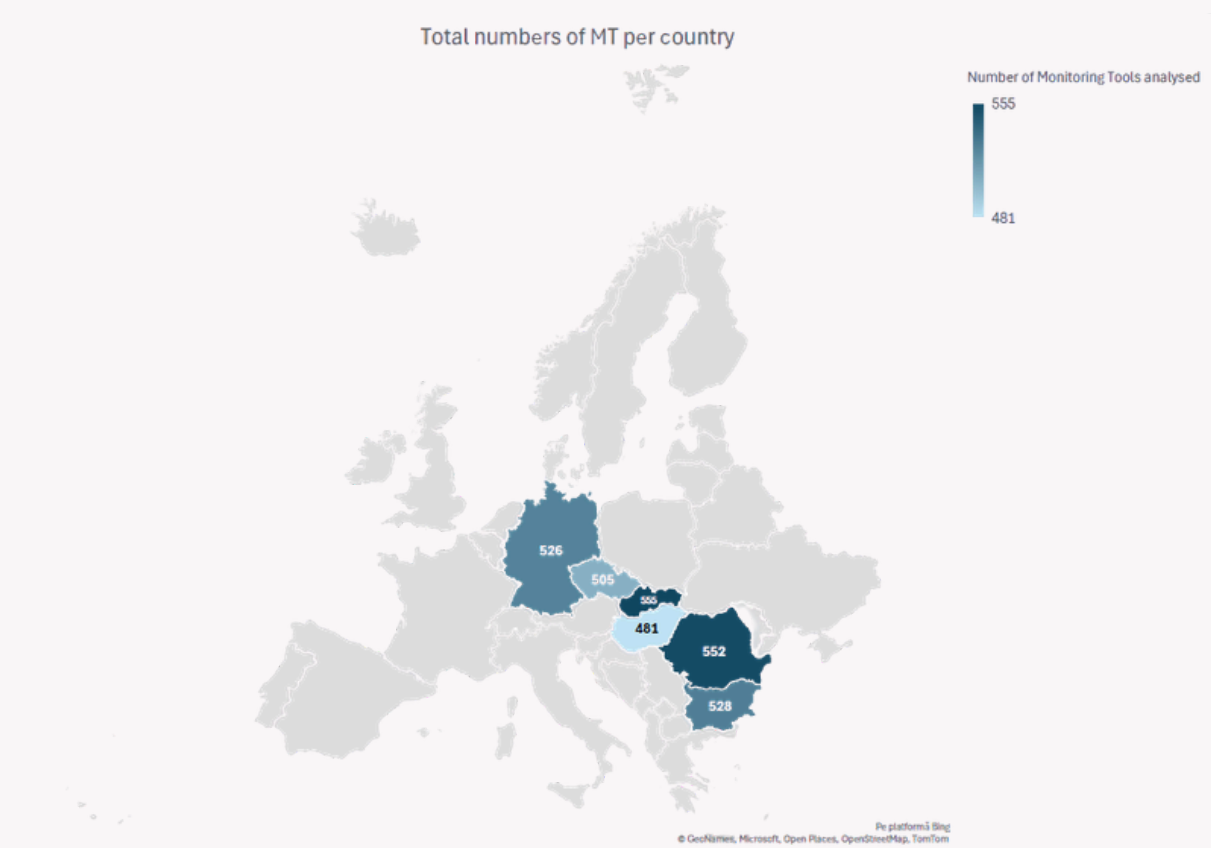 Total numbers of MT per country
Number of Monitoring Tools analysed
555
481
526
505
555
481
552
528
Pe platformă Bing
© GeoNames, Microsoft, Open Places, OpenStreetMap, TomTom